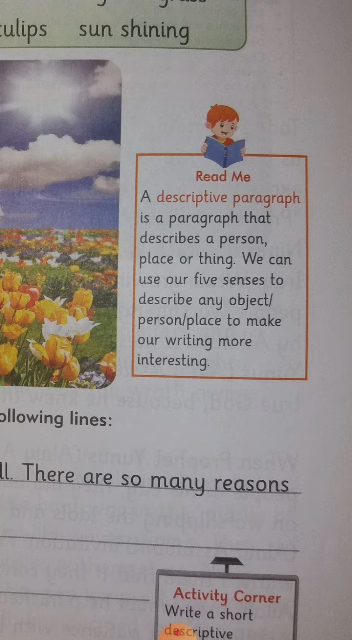 tulips sun shining
Read Me
A descriptive paragraph
is a paragraph that
describes a person,
place or thing. We can
use our five senses to
describe any object/
person/place to make
our writing more
interesting.
ollowing lines:
ll. There are so many reasons
Activity Corner
Write a short
descriptive